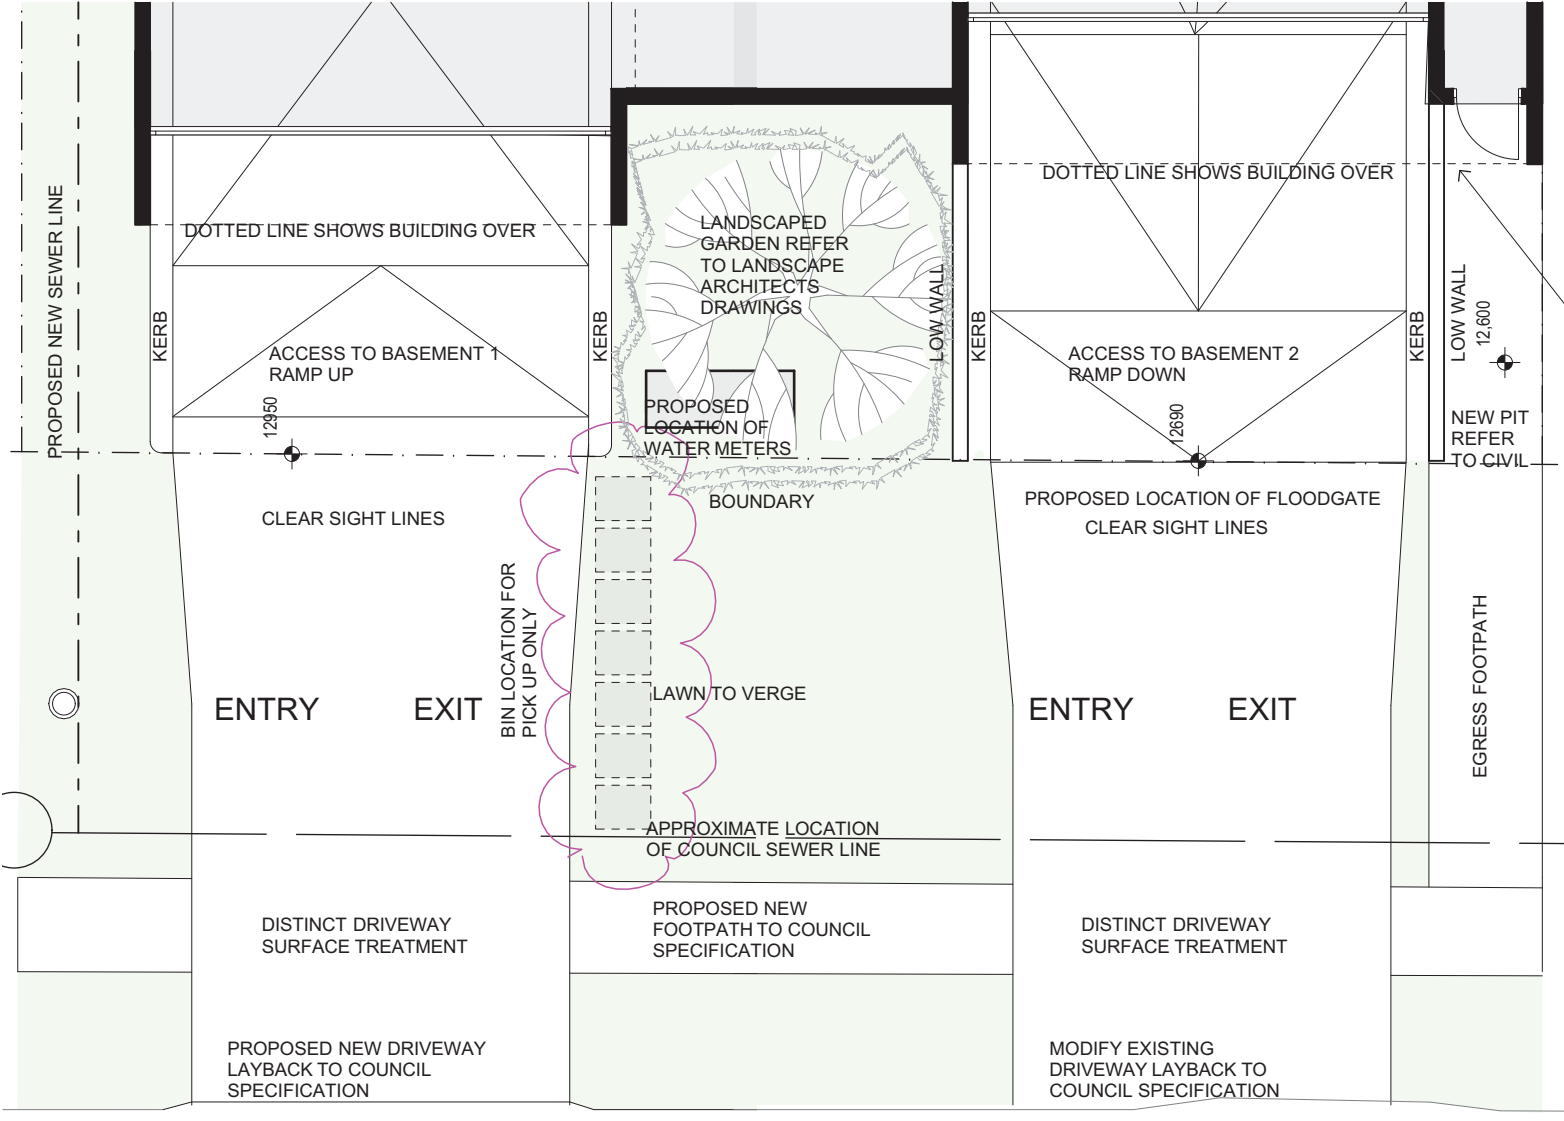 DOTTED LINE SHOWS BUILDING OVER
DOTTED LINE SHOWS BUILDING OVER
PROPOSED NEW SEWER LINE
LANDSCAPED
GARDEN REFER
TO LANDSCAPE
ARCHITECTS
DRAWINGS
LOW WALL
LOW WALL
12,600
KERB
KERB
KERB
KERB
ACCESS TO BASEMENT 1
RAMP UP
ACCESS TO BASEMENT 2
RAMP DOWN
12950
12690
PROPOSED
LOCATION OF
WATER METERS
NEW PIT
REFER
TO CIVIL
BOUNDARY
PROPOSED LOCATION OF FLOODGATE
CLEAR SIGHT LINES
CLEAR SIGHT LINES
BIN LOCATION FOR
PICK UP ONLY
LAWN TO VERGE
ENTRY
EXIT
ENTRY
EXIT
EGRESS FOOTPATH
APPROXIMATE LOCATION
OF COUNCIL SEWER LINE
DISTINCT DRIVEWAY
SURFACE TREATMENT
PROPOSED NEW
FOOTPATH TO COUNCIL
SPECIFICATION
DISTINCT DRIVEWAY
SURFACE TREATMENT
PROPOSED NEW DRIVEWAY
LAYBACK TO COUNCIL
SPECIFICATION
MODIFY EXISTING
DRIVEWAY LAYBACK TO
COUNCIL SPECIFICATION